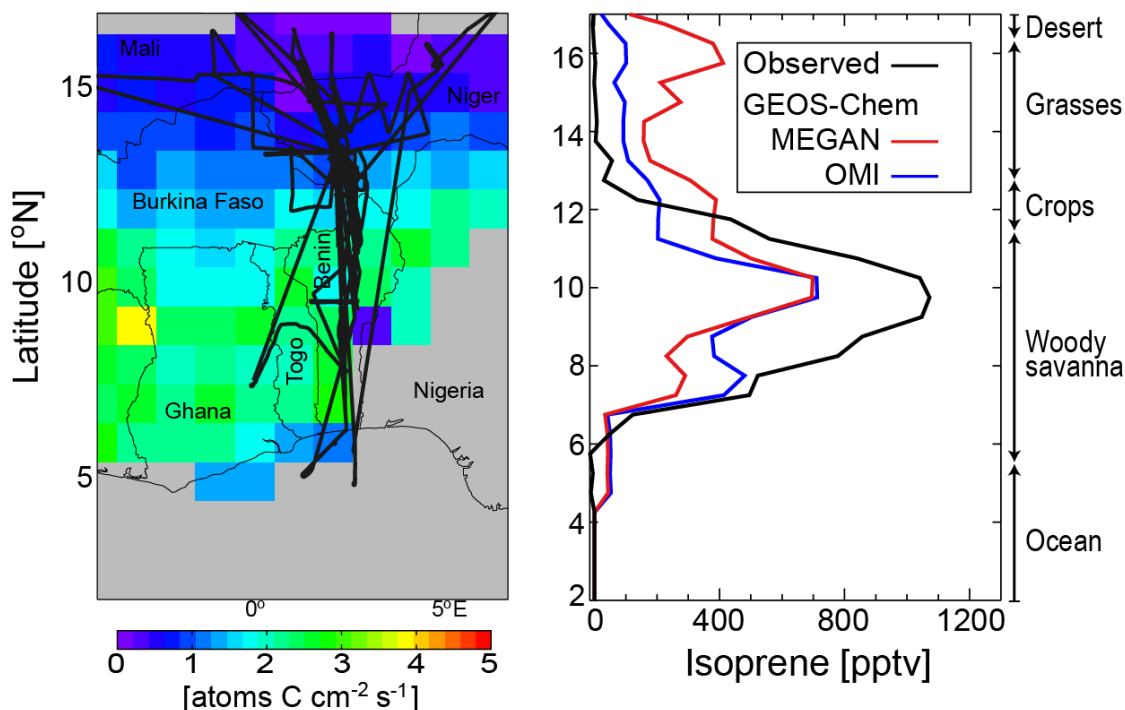 Mali
15
Niger
Burkina Faso
Latitude [°N]
10
Benin
Togo
Nigeria
Ghana
5
0° 5°E
0 1 2 3 4 5
[atoms C cm⁻² s⁻¹]
16
14
12
10
8
6
4
2
Observed
GEOS-Chem
MEGAN
OMI
0 400 800 1200
Isoprene [pptv]
Desert
Grasses
Crops
Woody
savanna
Ocean